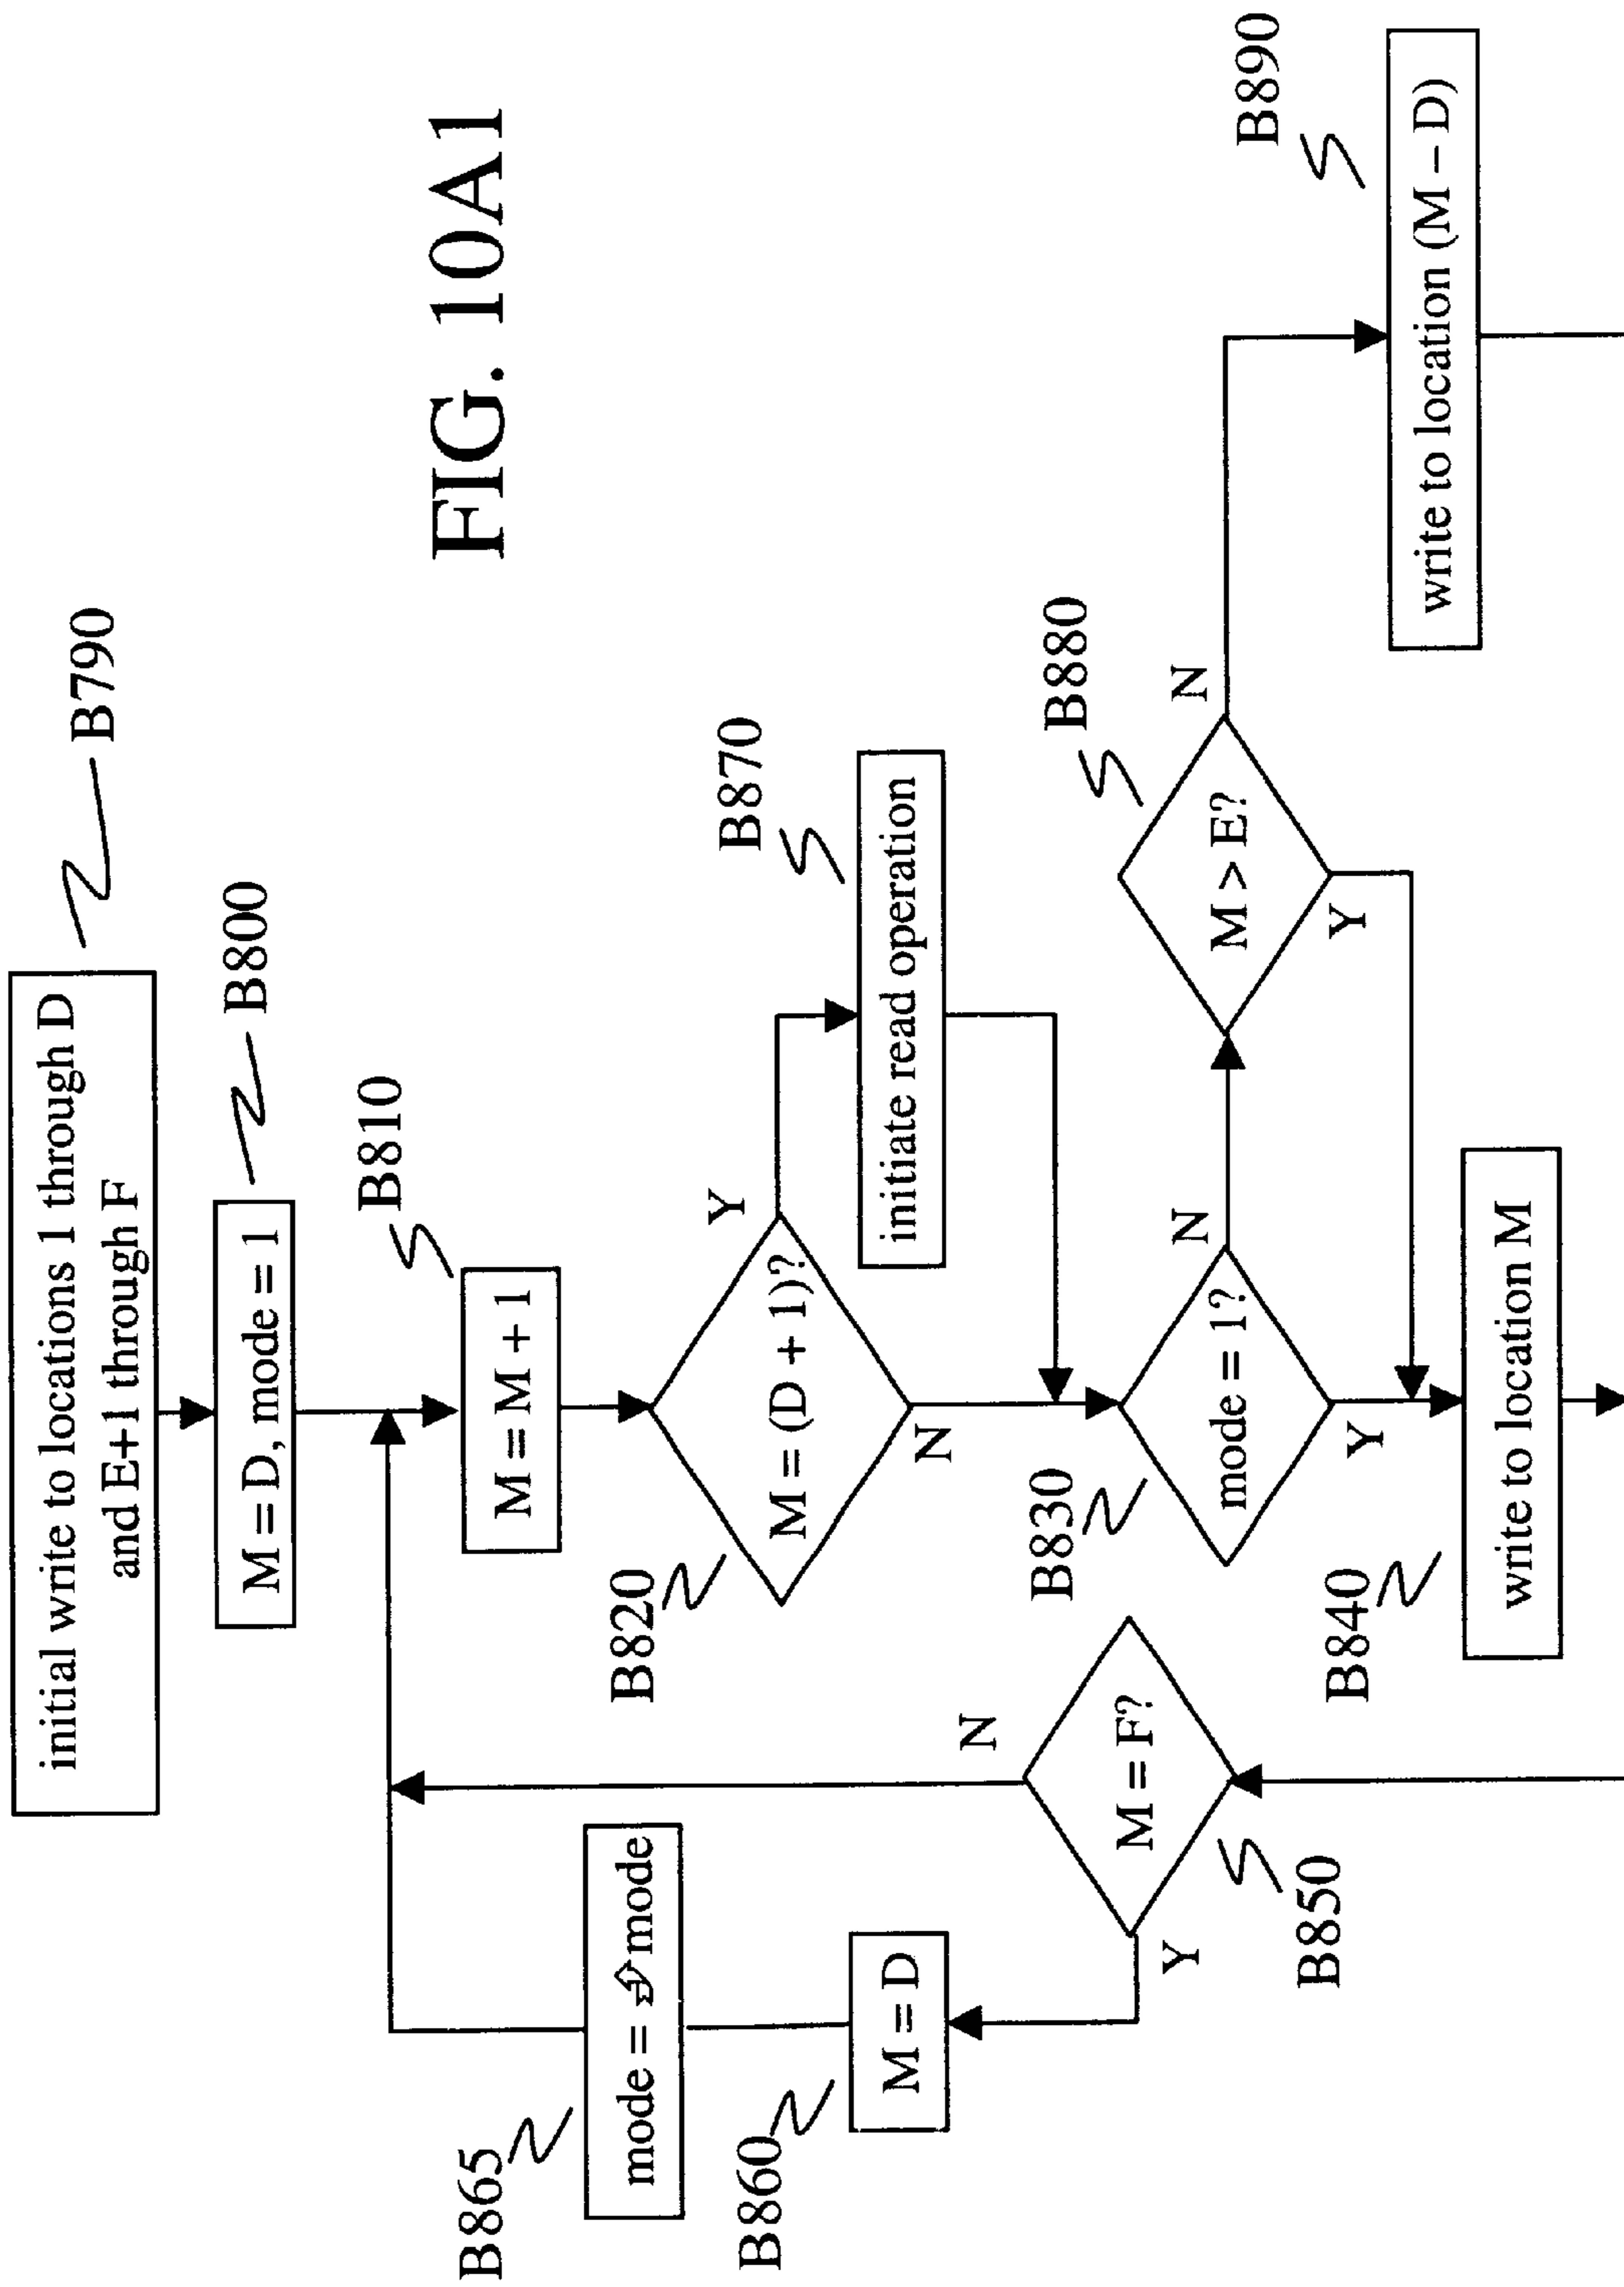 FIG. 10A1
initial write to locations 1 through D
and E+1 through F
B790
M = D, mode = 1
B800
B810
M = M + 1
B820
M = (D + 1)?
Y
N
B870
initiate read operation
B830
mode = 1?
N
Y
B880
M > E?
N
Y
B890
write to location (M – D)
B840
write to location M
B850
M = F?
N
Y
B860
M = D
B865
mode = mode